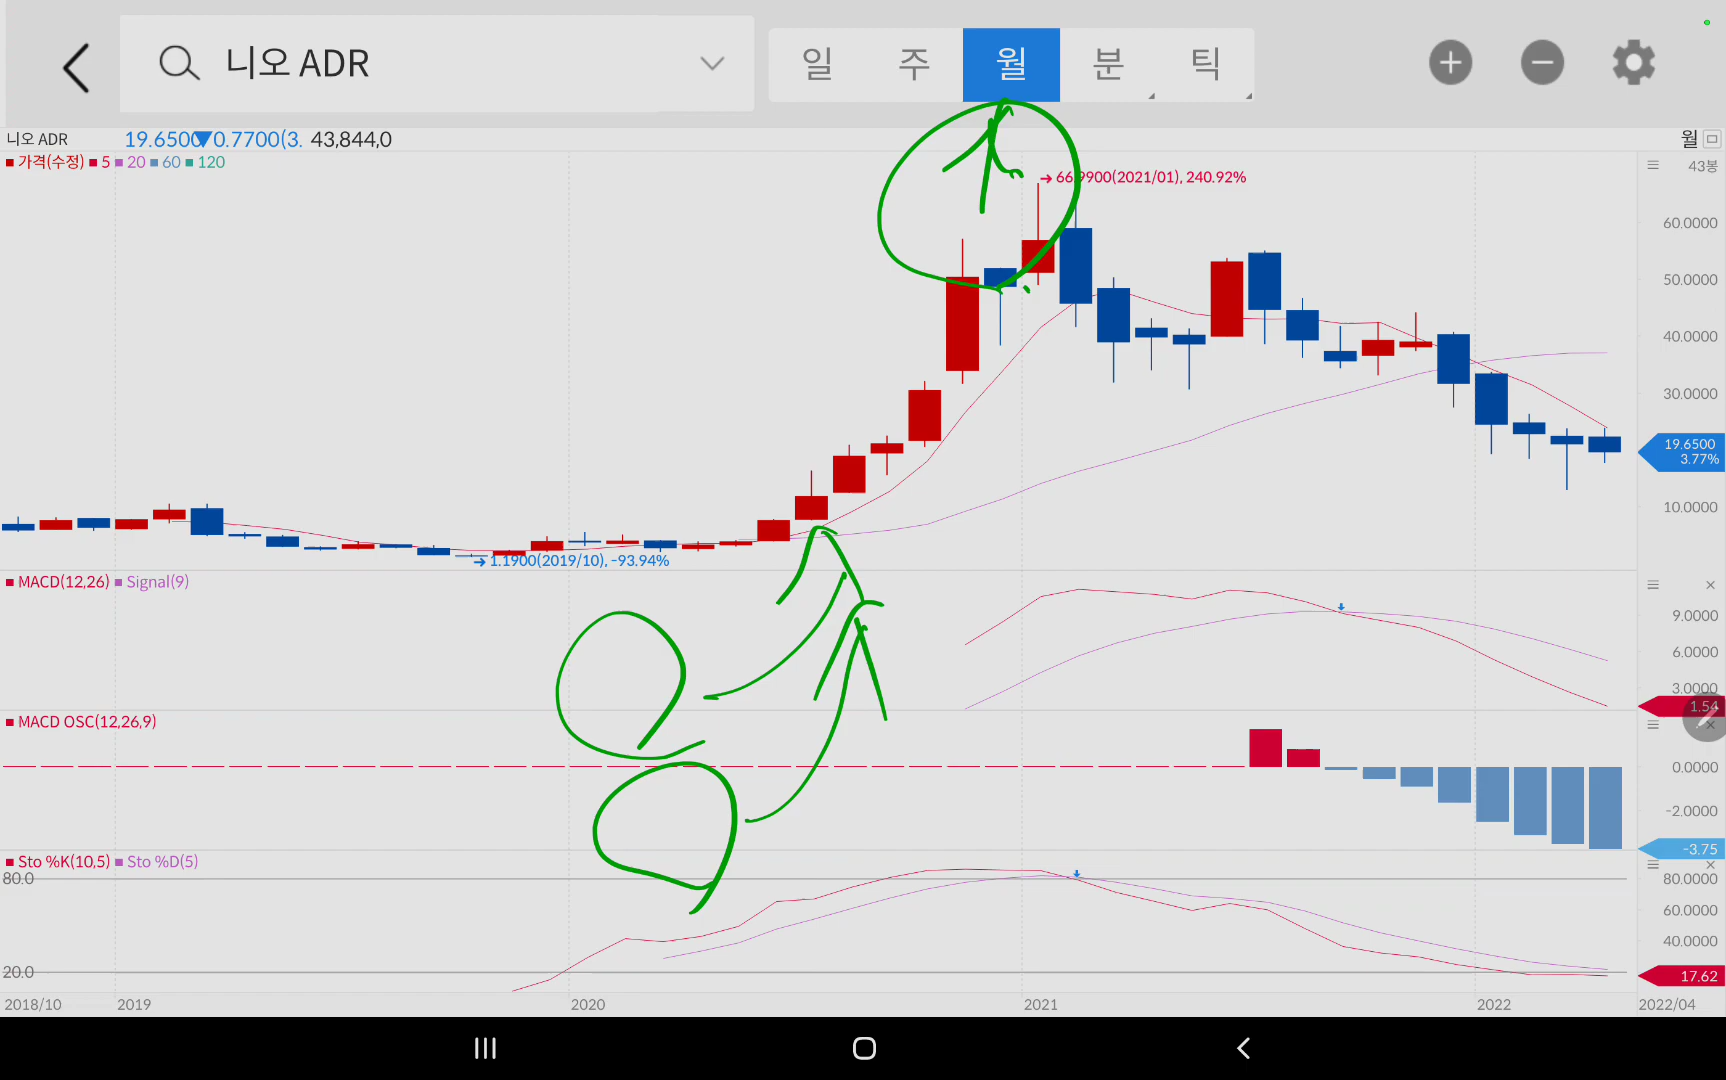 니오 ADR
일 주 월 분 틱
니오 ADR 19.6500▼0.7700(3. 43,844,0 월
가격(수정) 5 20 60 120 43봉
66.9900(2021/01), 240.92%
60.0000
50.0000
40.0000
30.0000
19.6500
3.77%
10.0000
1.1900(2019/10), -93.94%
MACD(12,26) Signal(9)
9.0000
6.0000
3.0000
1.54
MACD OSC(12,26,9)
0.0000
-2.0000
-3.75
Sto %K(10,5) Sto %D(5)
80.0 80.0000
60.0000
40.0000
20.0
17.62
2018/10 2019 2020 2021 2022 2022/04